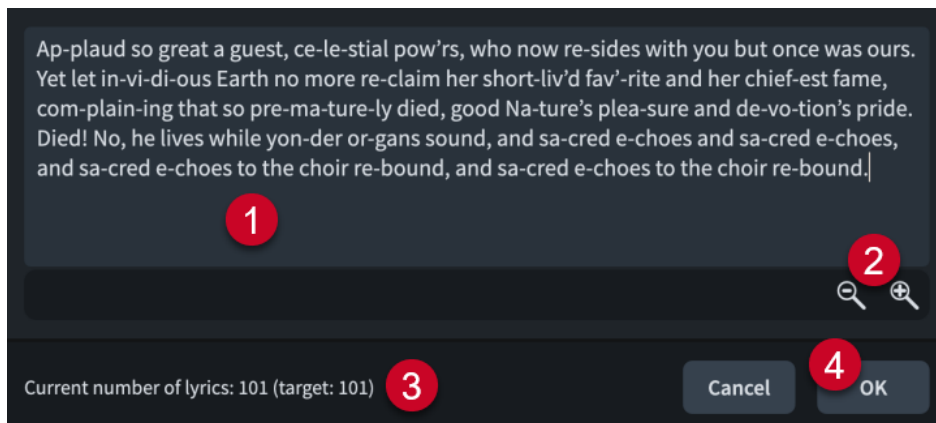 Ap-plaud so great a guest, ce-le-stial pow’rs, who now re-sides with you but once was ours.
Yet let in-vi-di-ous Earth no more re-claim her short-liv’d fav’-rite and her chief-est fame,
com-plain-ing that so pre-ma-ture-ly died, good Na-ture’s plea-sure and de-vo-tion’s pride.
Died! No, he lives while yon-der or-gans sound, and sa-cred e-choes and sa-cred e-choes,
and sa-cred e-choes to the choir re-bound, and sa-cred e-choes to the choir re-bound.
1
2
Current number of lyrics: 101 (target: 101) 3 Cancel 4 OK